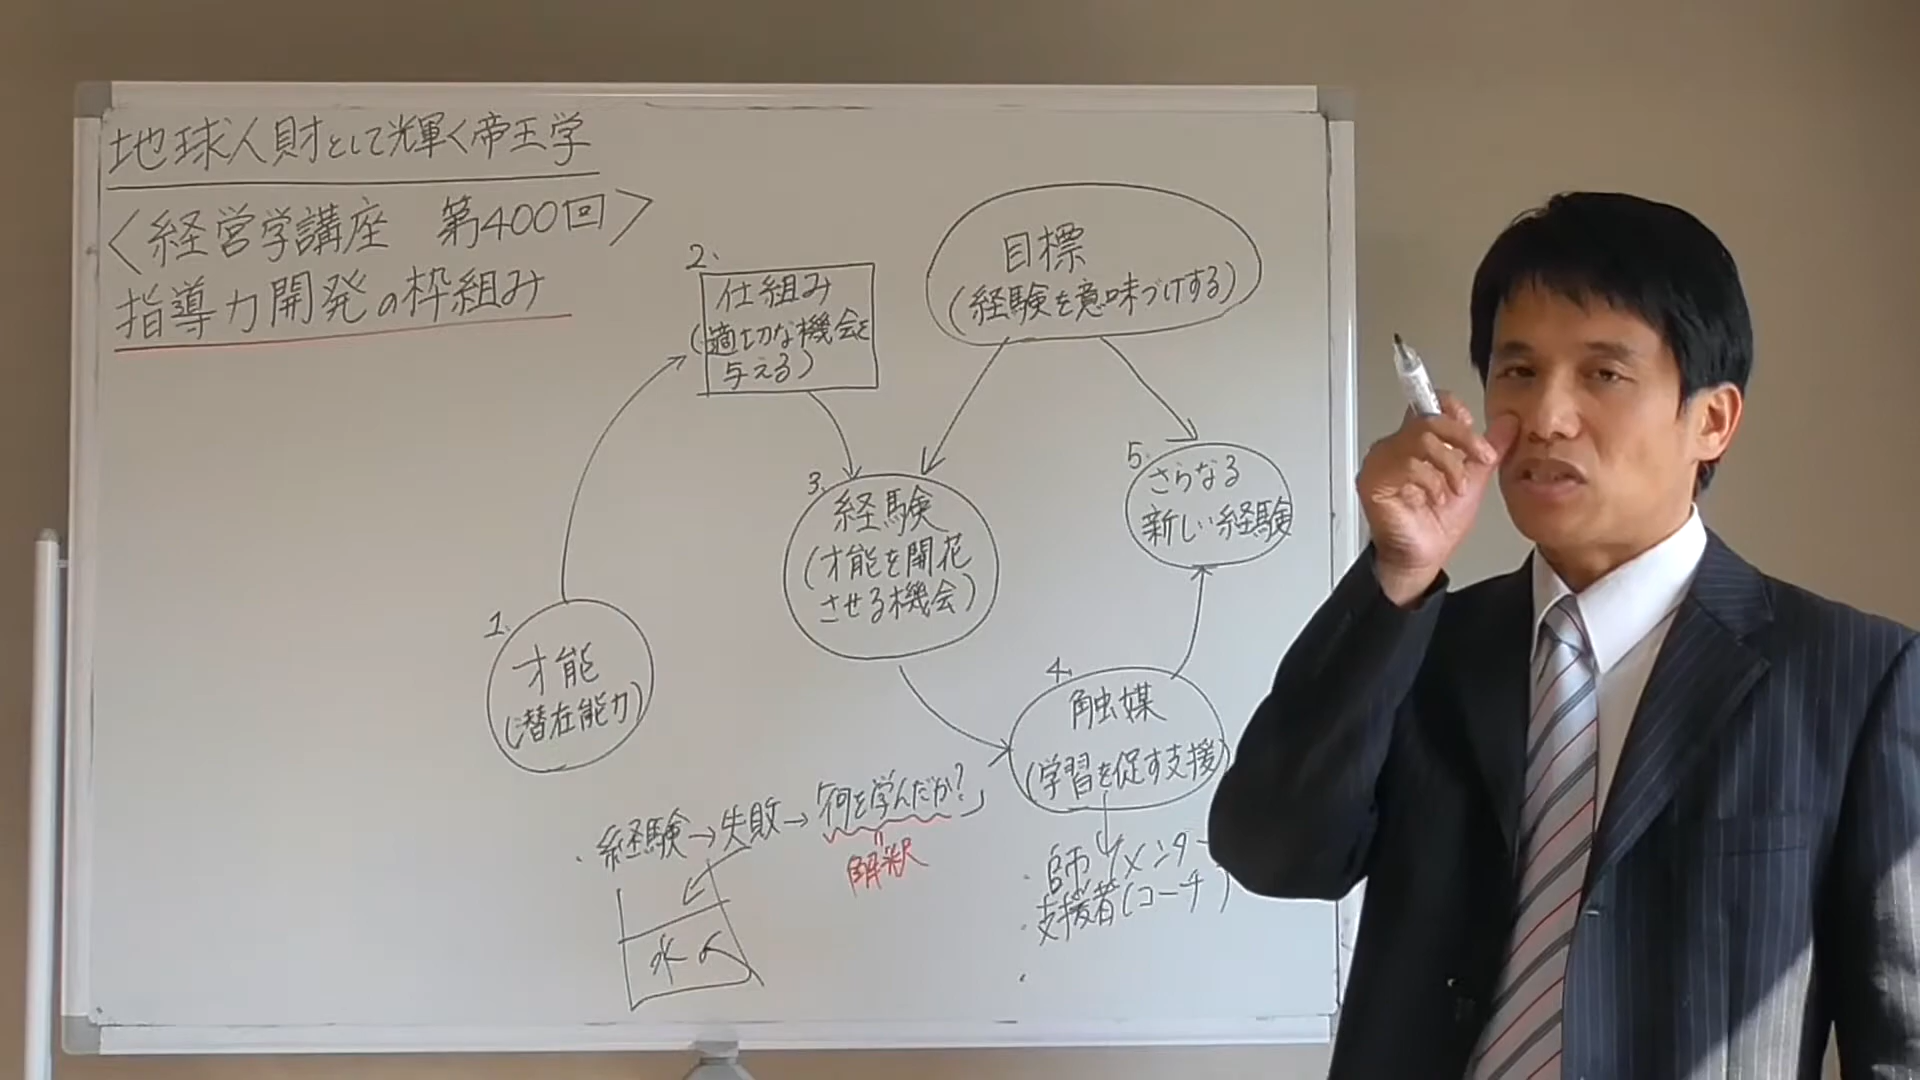 地球人財として輝く帝王学
〈経営学講座 第400回〉
指導力開発の枠組み
1.
才能
(潜在能力)
2.
仕組み
(適切な機会を
与える)
目標
(経験を意味づけする)
3.
経験
(才能を開花
させる機会)
4.
触媒
(学習を促す支援)
5.
さらなる
新しい経験
・経験→失敗→「何を学んだか?」
解釈
水
・師 メンター
・支援者(コーチ)
・